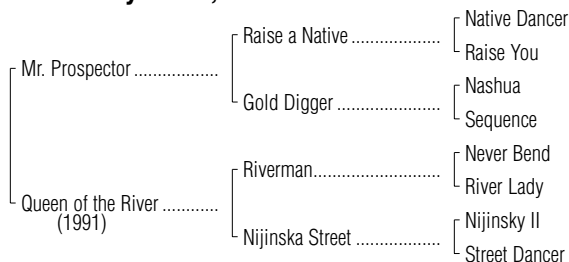 Native Dancer
Raise a Native
Raise You
Mr. Prospector
Nashua
Gold Digger
Sequence
Never Bend
Riverman
River Lady
Queen of the River
(1991)
Nijinsky II
Nijinska Street
Street Dancer